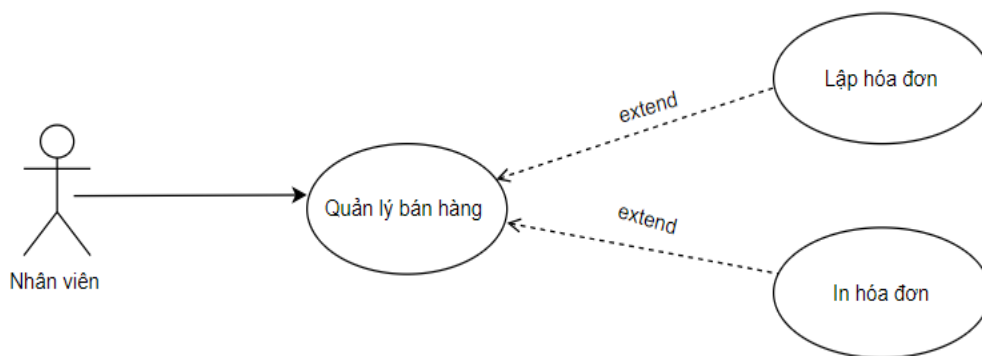 Lập hóa đơn
extend
Quản lý bán hàng
extend
Nhân viên
In hóa đơn